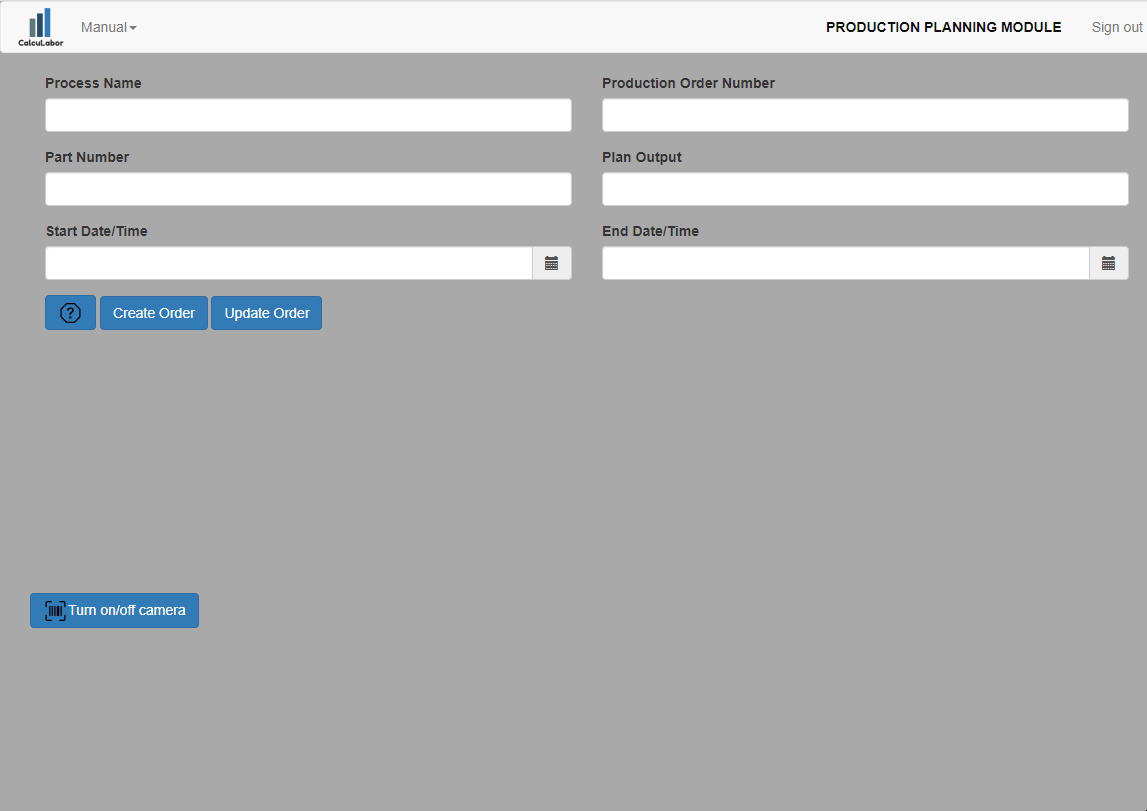 CalcuLabor
Manual
PRODUCTION PLANNING MODULE
Sign out
Process Name
Production Order Number
Part Number
Plan Output
Start Date/Time
End Date/Time
?
Create Order
Update Order
Turn on/off camera